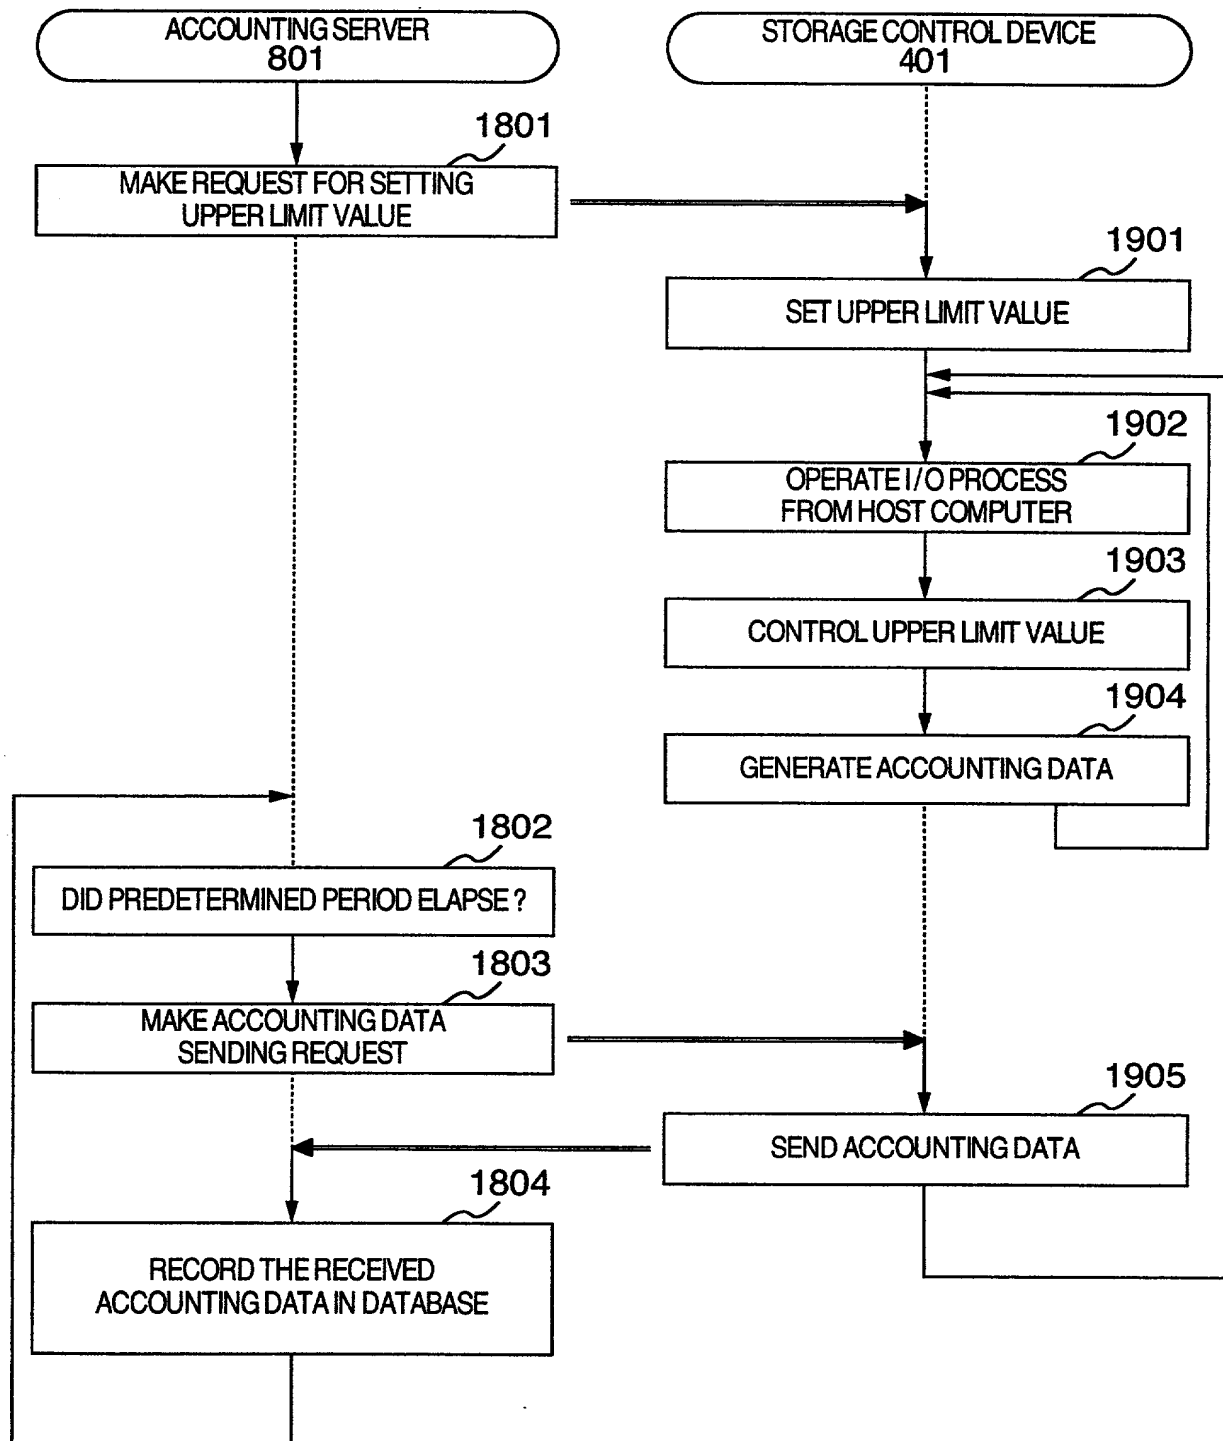 ACCOUNTING SERVER
801
STORAGE CONTROL DEVICE
401
1801
MAKE REQUEST FOR SETTING
UPPER LIMIT VALUE
1901
SET UPPER LIMIT VALUE
1902
OPERATE I/O PROCESS
FROM HOST COMPUTER
1903
CONTROL UPPER LIMIT VALUE
1904
GENERATE ACCOUNTING DATA
1802
DID PREDETERMINED PERIOD ELAPSE ?
1803
MAKE ACCOUNTING DATA
SENDING REQUEST
1905
SEND ACCOUNTING DATA
1804
RECORD THE RECEIVED
ACCOUNTING DATA IN DATABASE